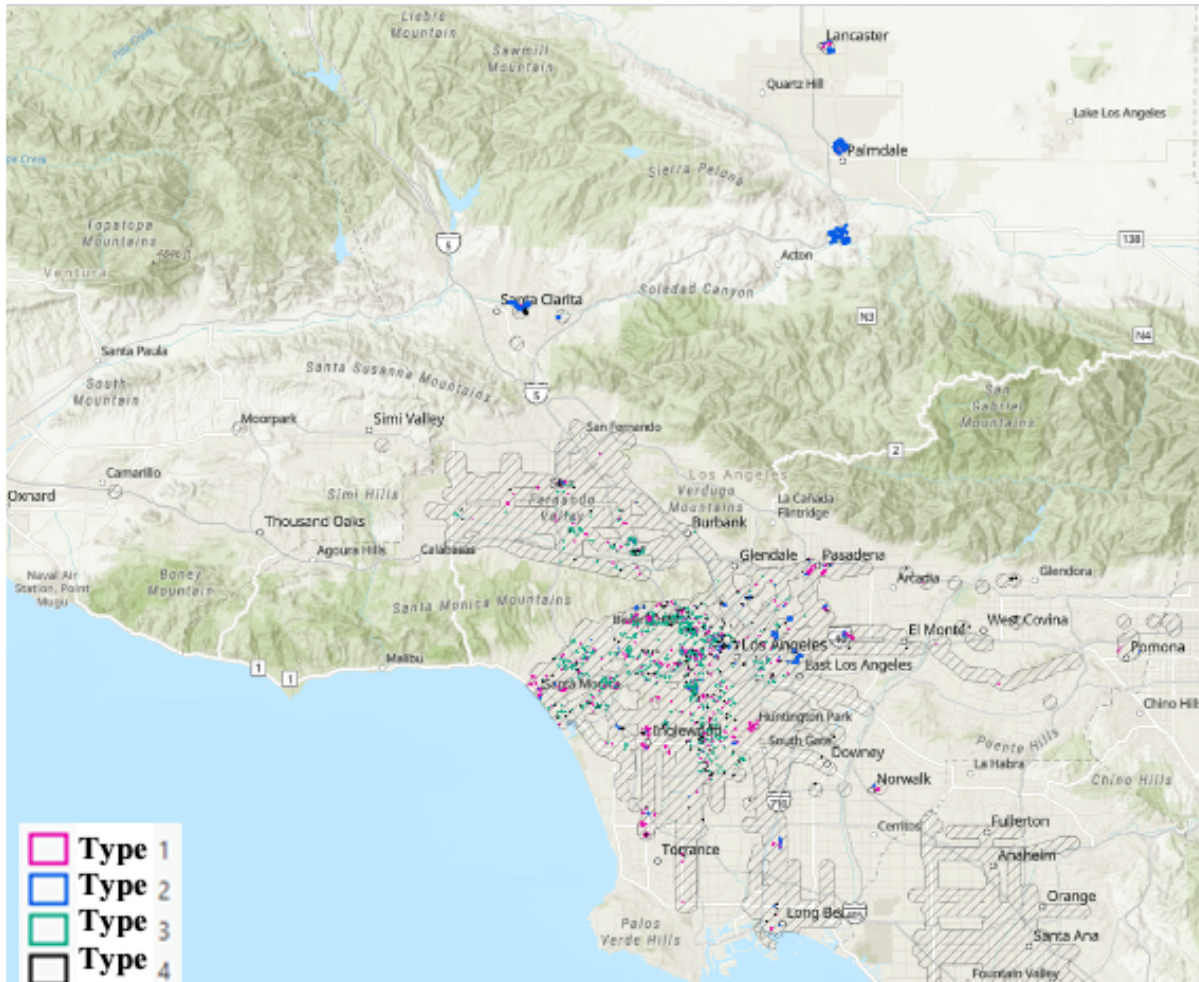 Liebre
Mountain
Sawmill
Mountain
Lancaster
Quartz Hill
Lake Los Angeles
Palmdale
Sierra Pelona
Topatopa
Mountains
Ventura
5
138
Acton
Soledad Canyon
Santa Clarita
N3
N4
Santa Paula
Santa Susanna Mountains
South
Mountain
5
San
Gabriel
Mountains
Moorpark
Simi Valley
San Fernando
2
Los Angeles
Camarillo
Oxnard
Simi Hills
San
Fernando
Valley
Verdugo
Mountains
La Cañada
Flintridge
Thousand Oaks
Burbank
Agoura Hills
Calabasas
Glendale
Pasadena
Naval Air
Station, Point
Mugu
Boney
Mountain
Arcadia
Glendora
Santa Monica Mountains
West Covina
El Monte
Los Angeles
Pomona
Malibu
1
1
East Los Angeles
Santa Monica
Chino Hills
Huntington Park
Inglewood
South Gate
Puente Hills
Downey
La Habra
Chino Hills
Norwalk
710
Cerritos
Fullerton
Torrance
Anaheim
Orange
Palos
Verde Hills
Santa Ana
Fountain Valley
Type 1
Type 2
Type 3
Type 4